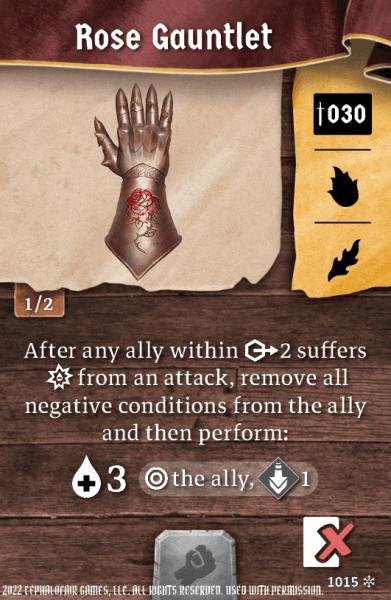 Rose Gauntlet
030
1/2
After any ally within 2 suffers
from an attack, remove all
negative conditions from the ally
and then perform:
3 the ally, 1
1015
2022 CEPHALOFAIR GAMES, LLC. ALL RIGHTS RESERVED. USED WITH PERMISSION.